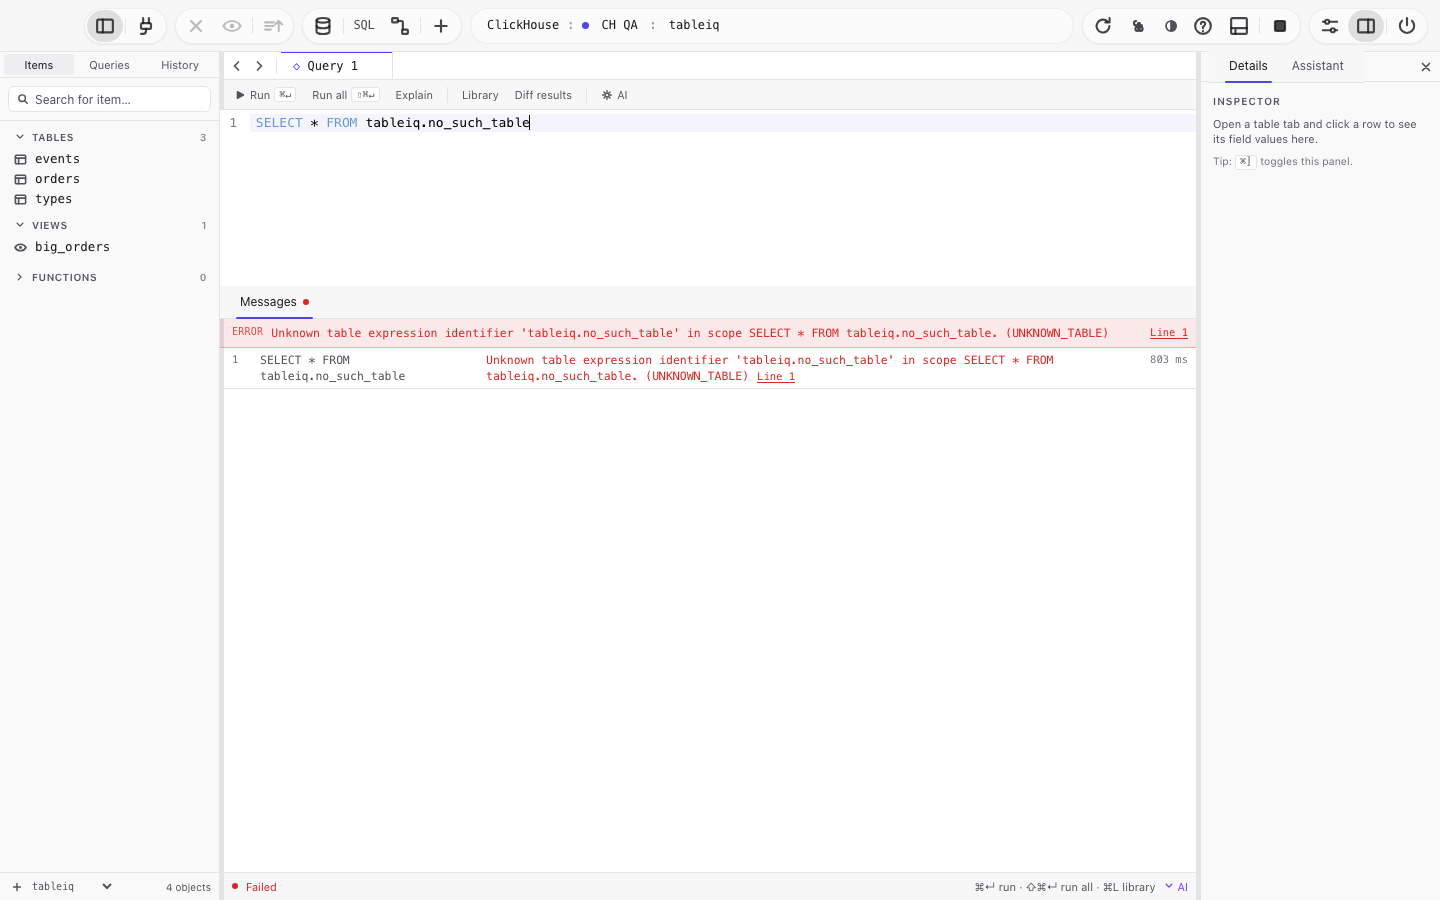 SQL
ClickHouse : CH QA : tableiq
Items Queries History
Search for item...
TABLES 3
events
orders
types
VIEWS 1
big_orders
FUNCTIONS 0
+ tableiq 4 objects
Query 1
Run ⌘↵ Run all ⇧⌘↵ Explain Library Diff results AI
1 SELECT * FROM tableiq.no_such_table
Messages
ERROR Unknown table expression identifier 'tableiq.no_such_table' in scope SELECT * FROM tableiq.no_such_table. (UNKNOWN_TABLE) Line 1
1 SELECT * FROM
tableiq.no_such_table
Unknown table expression identifier 'tableiq.no_such_table' in scope SELECT * FROM
tableiq.no_such_table. (UNKNOWN_TABLE) Line 1
803 ms
Failed
⌘↵ run · ⇧⌘↵ run all · ⌘L library AI
Details Assistant
INSPECTOR
Open a table tab and click a row to see
its field values here.
Tip: ⌘] toggles this panel.